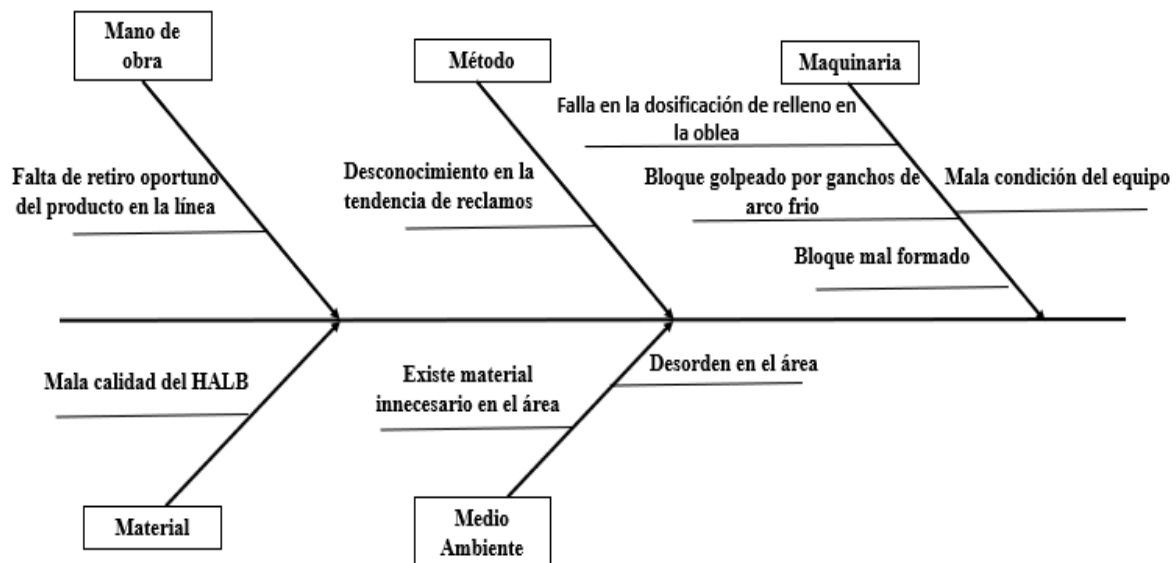 Mano de
obra
Método
Maquinaria
Falla en la dosificación de relleno en
la oblea
Falta de retiro oportuno
del producto en la línea
Desconocimiento en la
tendencia de reclamos
Bloque golpeado por ganchos de
arco frio
Mala condición del equipo
Bloque mal formado
Mala calidad del HALB
Existe material
innecesario en el área
Desorden en el área
Material
Medio
Ambiente